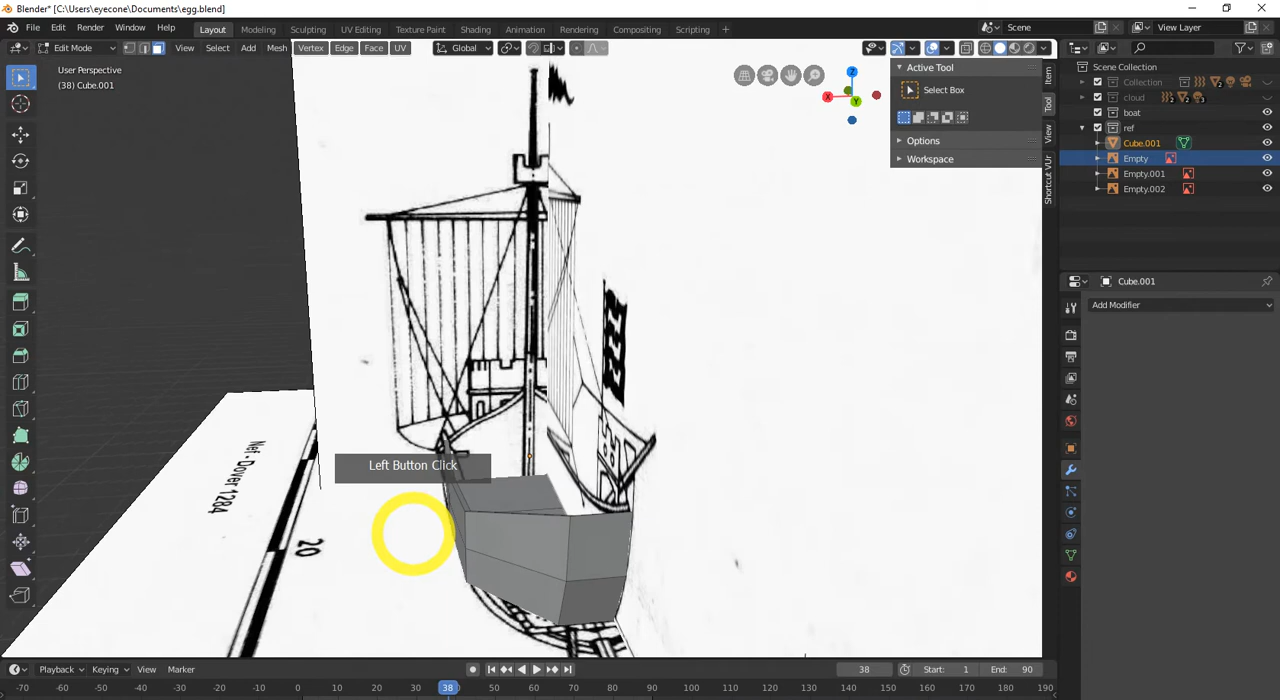 Blender* [C:\Users\eyecone\Documents\egg.blend]
File Edit Render Window Help Layout Modeling Sculpting UV Editing Texture Paint Shading Animation Rendering Compositing Scripting Scene View Layer
Edit Mode View Select Add Mesh Vertex Edge Face UV Global
User Perspective
(38) Cube.001
Active Tool
Select Box
Options
Workspace
Item
Tool
View
Shortcut VUr
X
Y
Z
Scene Collection
Collection
cloud
boat
ref
Cube.001
Empty
Empty.001
Empty.002
Cube.001
Add Modifier
Left Button Click
Nef - Dover 1284
20
Playback Keying View Marker 38 Start: 1 End: 90
-70 -60 -50 -40 -30 -20 -10 0 10 20 30 38 50 60 70 80 90 100 110 120 130 140 150 160 170 180 190